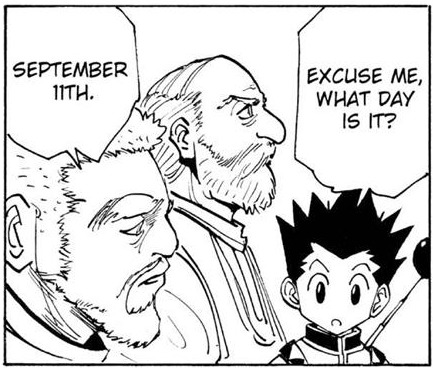 EXCUSE ME,
WHAT DAY
IS IT?
SEPTEMBER
11TH.